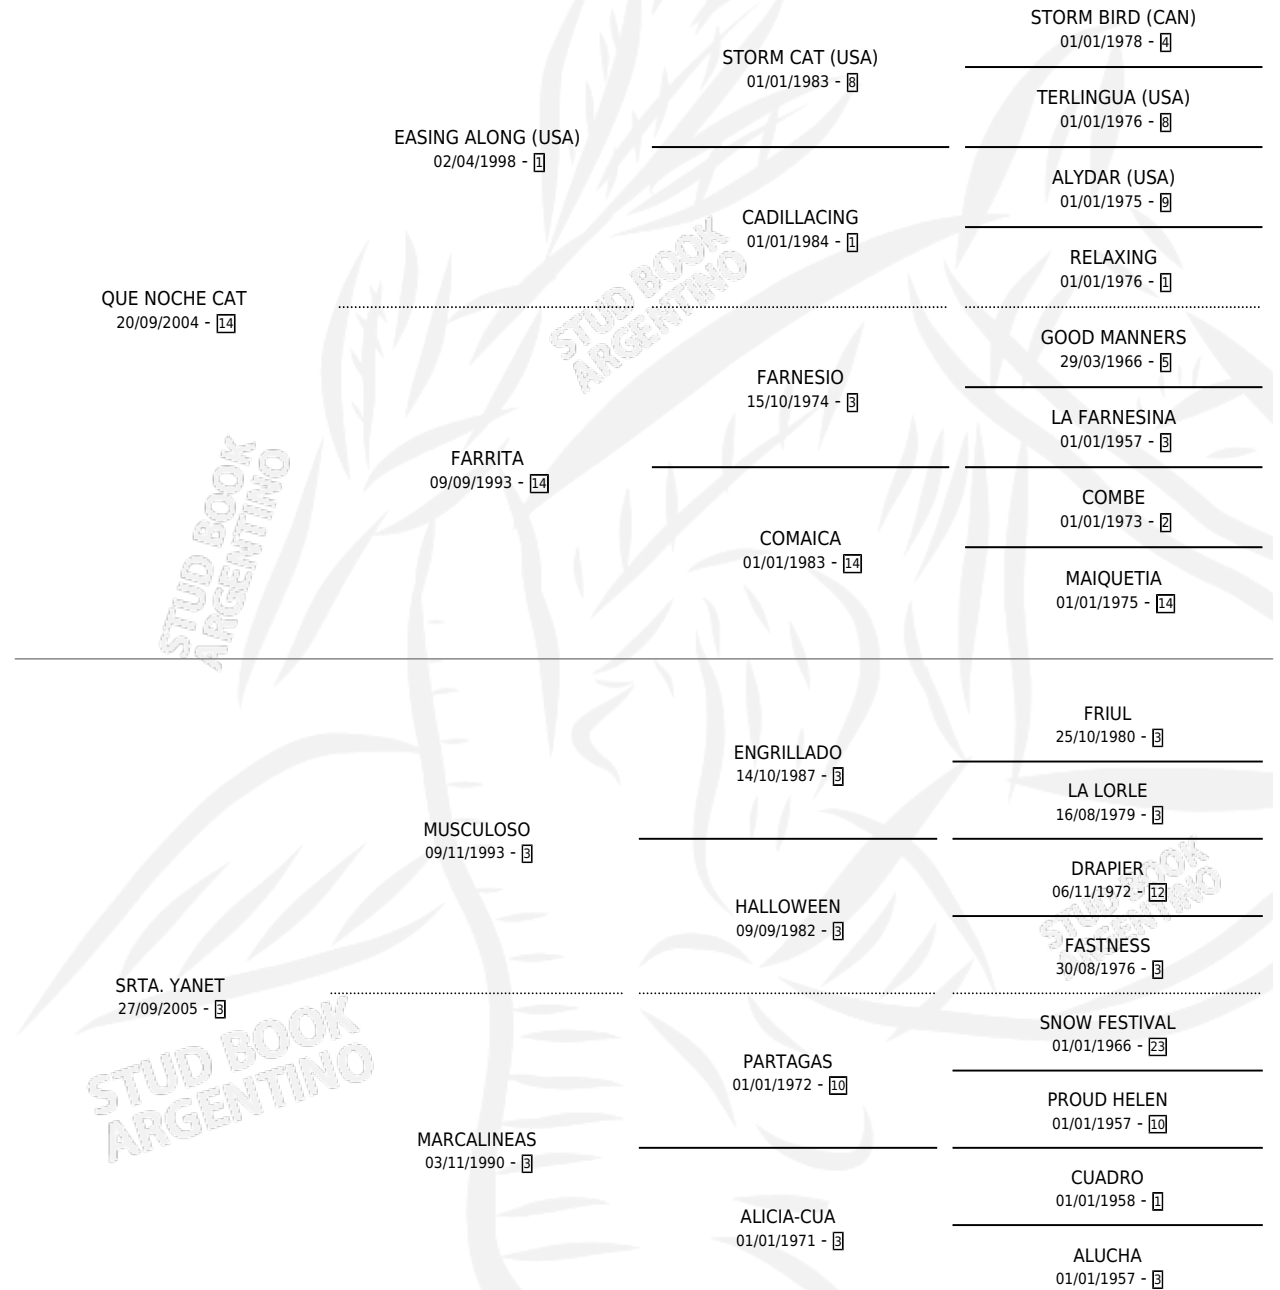 STORM BIRD (CAN)
01/01/1978 - 4
STORM CAT (USA)
01/01/1983 - 8
TERLINGUA (USA)
01/01/1976 - 8
EASING ALONG (USA)
02/04/1998 - 1
ALYDAR (USA)
01/01/1975 - 9
CADILLACING
01/01/1984 - 1
RELAXING
01/01/1976 - 1
QUE NOCHE CAT
20/09/2004 - 14
GOOD MANNERS
29/03/1966 - 5
FARNESIO
15/10/1974 - 3
LA FARNESINA
01/01/1957 - 3
FARRITA
09/09/1993 - 14
COMBE
01/01/1973 - 2
COMAICA
01/01/1983 - 14
MAIQUETIA
01/01/1975 - 14
FRIUL
25/10/1980 - 3
ENGRILLADO
14/10/1987 - 3
LA LORLE
16/08/1979 - 3
MUSCULOSO
09/11/1993 - 3
DRAPIER
06/11/1972 - 12
HALLOWEEN
09/09/1982 - 3
FASTNESS
30/08/1976 - 3
SRTA. YANET
27/09/2005 - 3
SNOW FESTIVAL
01/01/1966 - 23
PARTAGAS
01/01/1972 - 10
PROUD HELEN
01/01/1957 - 10
MARCALINEAS
03/11/1990 - 3
CUADRO
01/01/1958 - 1
ALICIA-CUA
01/01/1971 - 3
ALUCHA
01/01/1957 - 3
STUD BOOK
ARGENTINO
STUD BOOK
ARGENTINO
STUD BOOK
ARGENTINO
STUD BOOK
ARGENTINO